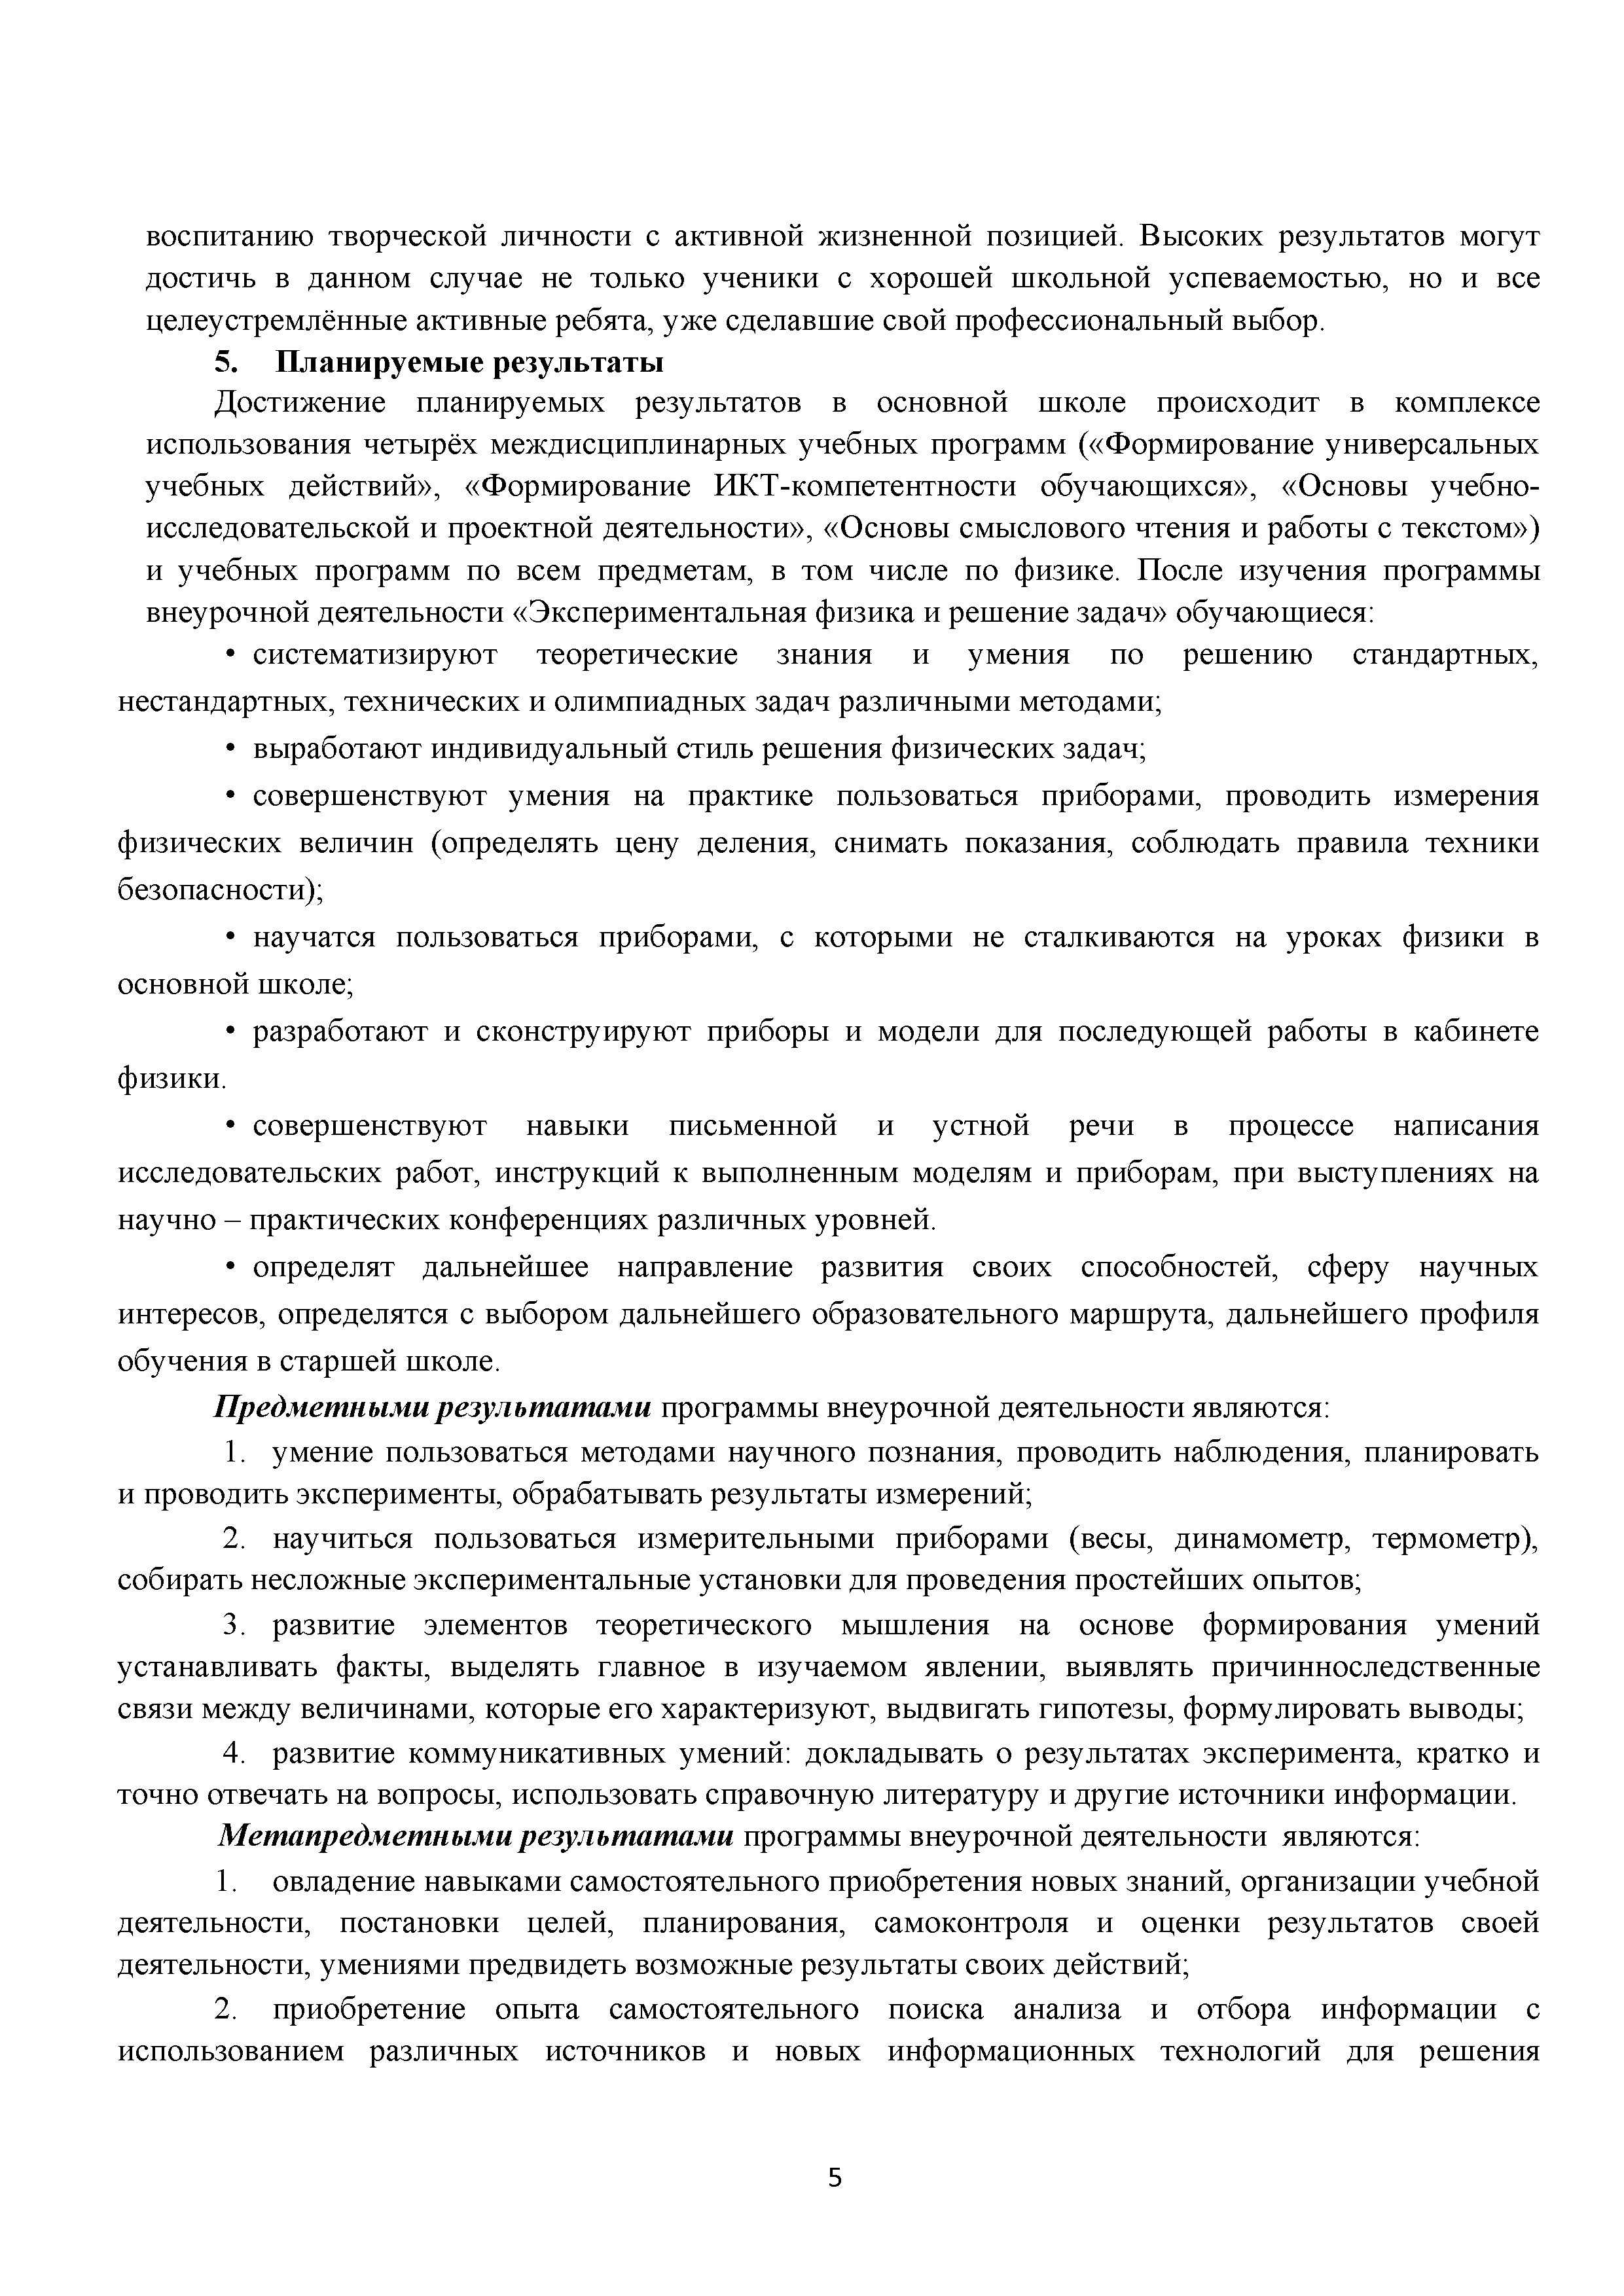 воспитанию творческой личности с активной жизненной позицией. Высоких результатов могут
достичь в данном случае не только ученики с хорошей школьной успеваемостью, но и все
целеустремлённые активные ребята, уже сделавшие свой профессиональный выбор.
5. Планируемые результаты
Достижение планируемых результатов в основной школе происходит в комплексе
использования четырёх междисциплинарных учебных программ («Формирование универсальных
учебных действий», «Формирование ИКТ-компетентности обучающихся», «Основы учебно-
исследовательской и проектной деятельности», «Основы смыслового чтения и работы с текстом»)
и учебных программ по всем предметам, в том числе по физике. После изучения программы
внеурочной деятельности «Экспериментальная физика и решение задач» обучающиеся:
• систематизируют теоретические знания и умения по решению стандартных,
нестандартных, технических и олимпиадных задач различными методами;
• выработают индивидуальный стиль решения физических задач;
• совершенствуют умения на практике пользоваться приборами, проводить измерения
физических величин (определять цену деления, снимать показания, соблюдать правила техники
безопасности);
• научатся пользоваться приборами, с которыми не сталкиваются на уроках физики в
основной школе;
• разработают и сконструируют приборы и модели для последующей работы в кабинете
физики.
• совершенствуют навыки письменной и устной речи в процессе написания
исследовательских работ, инструкций к выполненным моделям и приборам, при выступлениях на
научно – практических конференциях различных уровней.
• определят дальнейшее направление развития своих способностей, сферу научных
интересов, определятся с выбором дальнейшего образовательного маршрута, дальнейшего профиля
обучения в старшей школе.
Предметными результатами программы внеурочной деятельности являются:
1. умение пользоваться методами научного познания, проводить наблюдения, планировать
и проводить эксперименты, обрабатывать результаты измерений;
2. научиться пользоваться измерительными приборами (весы, динамометр, термометр),
собирать несложные экспериментальные установки для проведения простейших опытов;
3. развитие элементов теоретического мышления на основе формирования умений
устанавливать факты, выделять главное в изучаемом явлении, выявлять причинноследственные
связи между величинами, которые его характеризуют, выдвигать гипотезы, формулировать выводы;
4. развитие коммуникативных умений: докладывать о результатах эксперимента, кратко и
точно отвечать на вопросы, использовать справочную литературу и другие источники информации.
Метапредметными результатами программы внеурочной деятельности являются:
1. овладение навыками самостоятельного приобретения новых знаний, организации учебной
деятельности, постановки целей, планирования, самоконтроля и оценки результатов своей
деятельности, умениями предвидеть возможные результаты своих действий;
2. приобретение опыта самостоятельного поиска анализа и отбора информации с
использованием различных источников и новых информационных технологий для решения
5